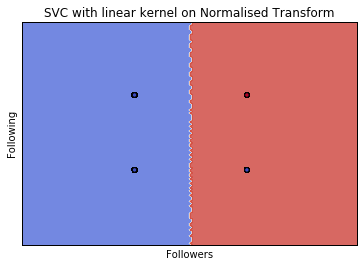 SVC with linear kernel on Normalised Transform
Following
Followers